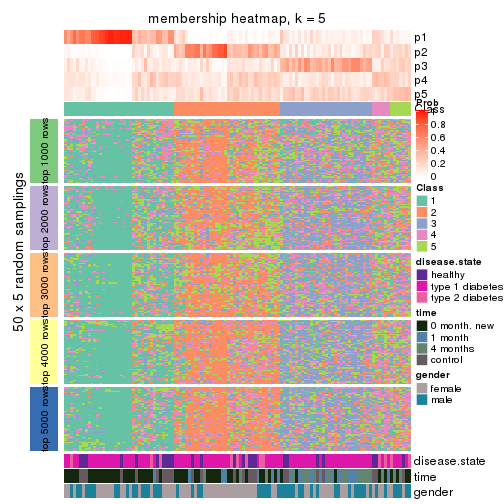 membership heatmap, k = 5
p1
p2
p3
p4
p5
Class
Prob
0.8
0.6
0.4
0.2
0
Class
1
2
3
4
5
disease.state
healthy
type 1 diabetes
type 2 diabetes
time
0 month, new
1 month
4 months
control
gender
female
male
50 x 5 random samplings
top 1000 rows
top 2000 rows
top 3000 rows
top 4000 rows
top 5000 rows
disease.state
time
gender